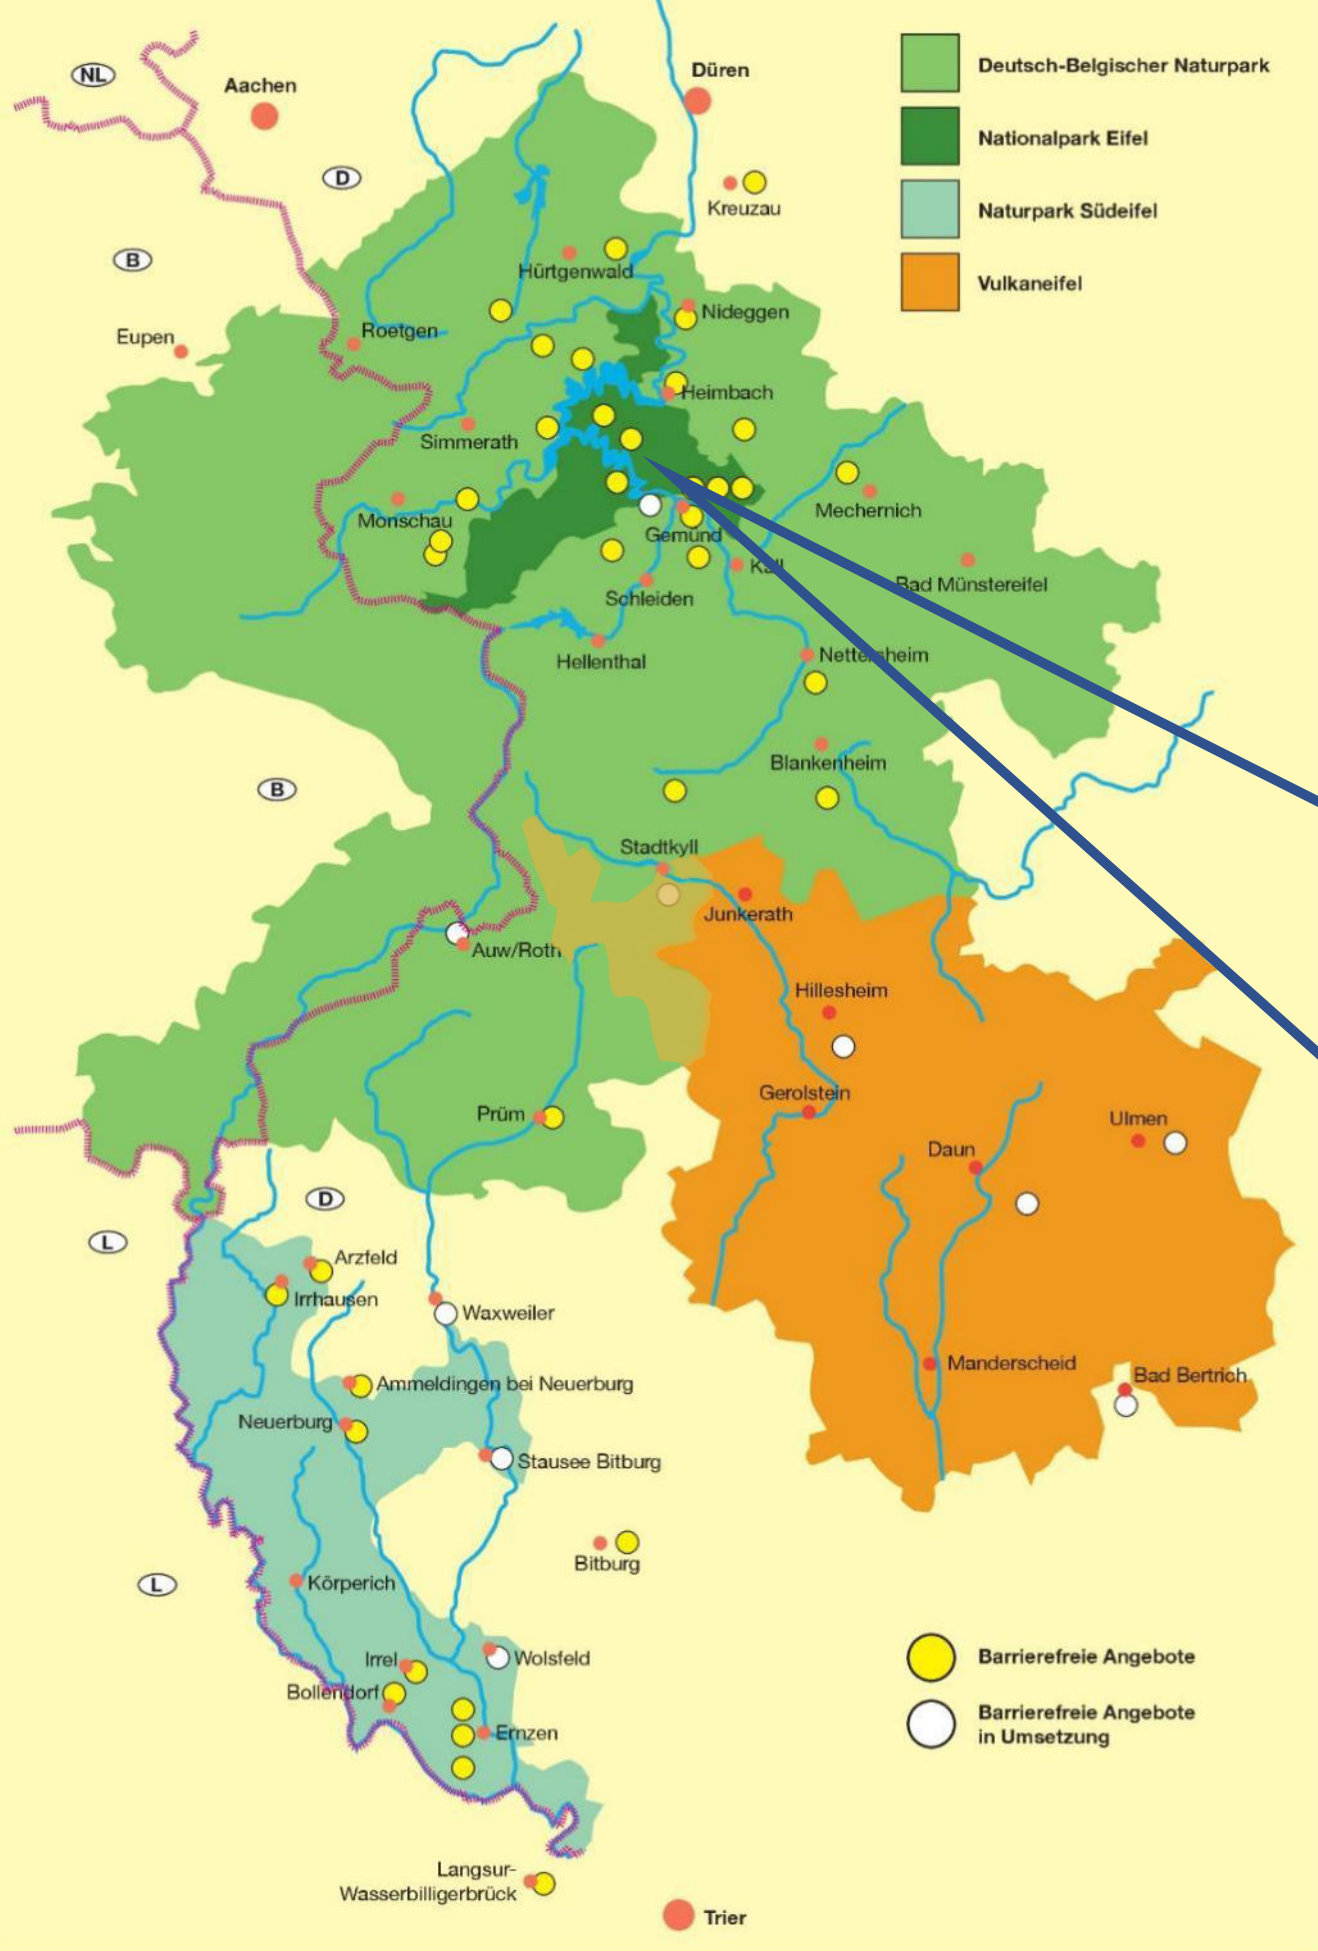 NL
Aachen
Düren
Deutsch-Belgischer Naturpark
Nationalpark Eifel
D
Kreuzau
Naturpark Südeifel
B
Hürtgenwald
Vulkaneifel
Nideggen
Eupen
Roetgen
Heimbach
Simmerath
Monschau
Mechernich
Gemünd
Kall
Bad Münstereifel
Schleiden
Hellenthal
Nettersheim
Blankenheim
B
Stadtkyll
Junkerath
Auw/Roth
Hillesheim
Gerolstein
Prüm
Ulmen
Daun
D
L
Arzfeld
Irrhausen
Waxweiler
Manderscheid
Bad Bertrich
Ammeldingen bei Neuerburg
Neuerburg
Stausee Bitburg
Bitburg
L
Körperich
Irrel
Wolsfeld
Barrierefreie Angebote
Bollendorf
Barrierefreie Angebote
in Umsetzung
Ernzen
Langsur-
Wasserbilligerbrück
Trier